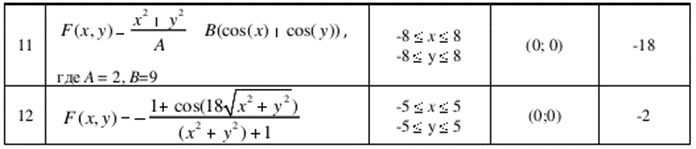 11 F(x, y) – (x² ı y²)/A B(cos(x) ı cos(y)), -8 ≤ x ≤ 8 (0; 0) -18
-8 ≤ y ≤ 8
где A = 2, B=9
12 F(x, y) – – (1+ cos(18√(x² + y²)))/((x² + y²) + 1) -5 ≤ x ≤ 5 (0;0) -2
-5 ≤ y ≤ 5